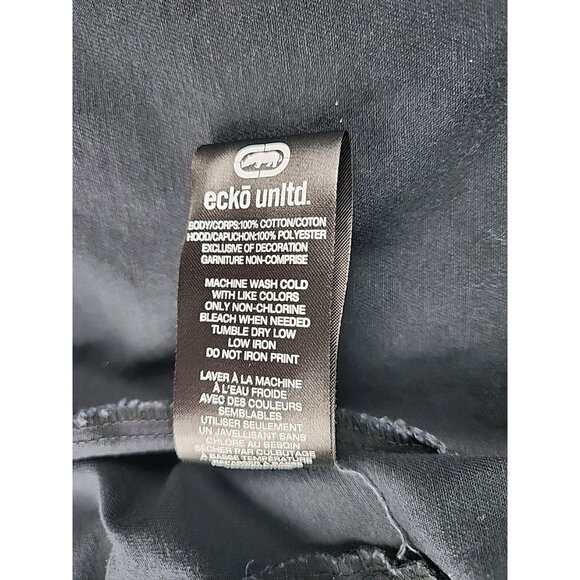 eckō unltd.
BODY/CORPS:100% COTTON/COTON
HOOD/CAPUCHON:100% POLYESTER
EXCLUSIVE OF DECORATION
GARNITURE NON-COMPRISE
MACHINE WASH COLD
WITH LIKE COLORS
ONLY NON-CHLORINE
BLEACH WHEN NEEDED
TUMBLE DRY LOW
LOW IRON
DO NOT IRON PRINT
LAVER À LA MACHINE
À L'EAU FROIDE
AVEC DES COULEURS
SEMBLABLES
UTILISER SEULEMENT
UN JAVELLISANT SANS
CHLORE AU BESOIN
SÉCHER PAR CULBUTAGE
À BASSE TEMPÉRATURE